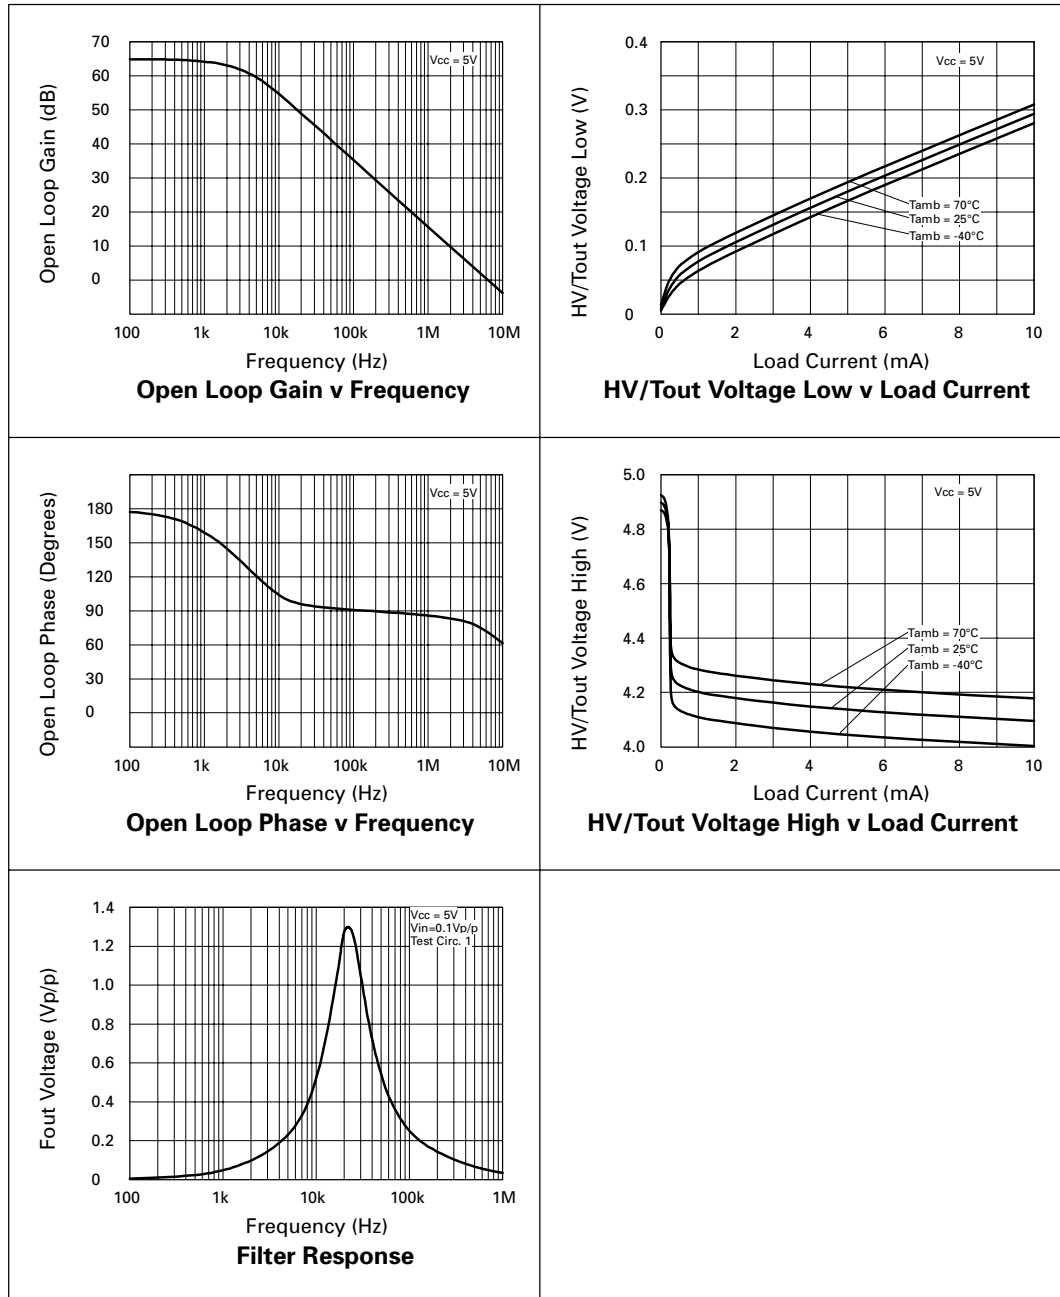 70
60
50
40
30
20
10
0
Open Loop Gain (dB)
Vcc = 5V
100 1k 10k 100k 1M 10M
Frequency (Hz)
Open Loop Gain v Frequency
0.4
0.3
0.2
0.1
0
HV/Tout Voltage Low (V)
Vcc = 5V
Tamb = 70°C
Tamb = 25°C
Tamb = -40°C
0 2 4 6 8 10
Load Current (mA)
HV/Tout Voltage Low v Load Current
180
150
120
90
60
30
0
Open Loop Phase (Degrees)
Vcc = 5V
100 1k 10k 100k 1M 10M
Frequency (Hz)
Open Loop Phase v Frequency
5.0
4.8
4.6
4.4
4.2
4.0
HV/Tout Voltage High (V)
Vcc = 5V
Tamb = 70°C
Tamb = 25°C
Tamb = -40°C
0 2 4 6 8 10
Load Current (mA)
HV/Tout Voltage High v Load Current
1.4
1.2
1.0
0.8
0.6
0.4
0.2
0
Fout Voltage (Vp/p)
Vcc = 5V
Vin=0.1Vp/p
Test Circ. 1
100 1k 10k 100k 1M
Frequency (Hz)
Filter Response